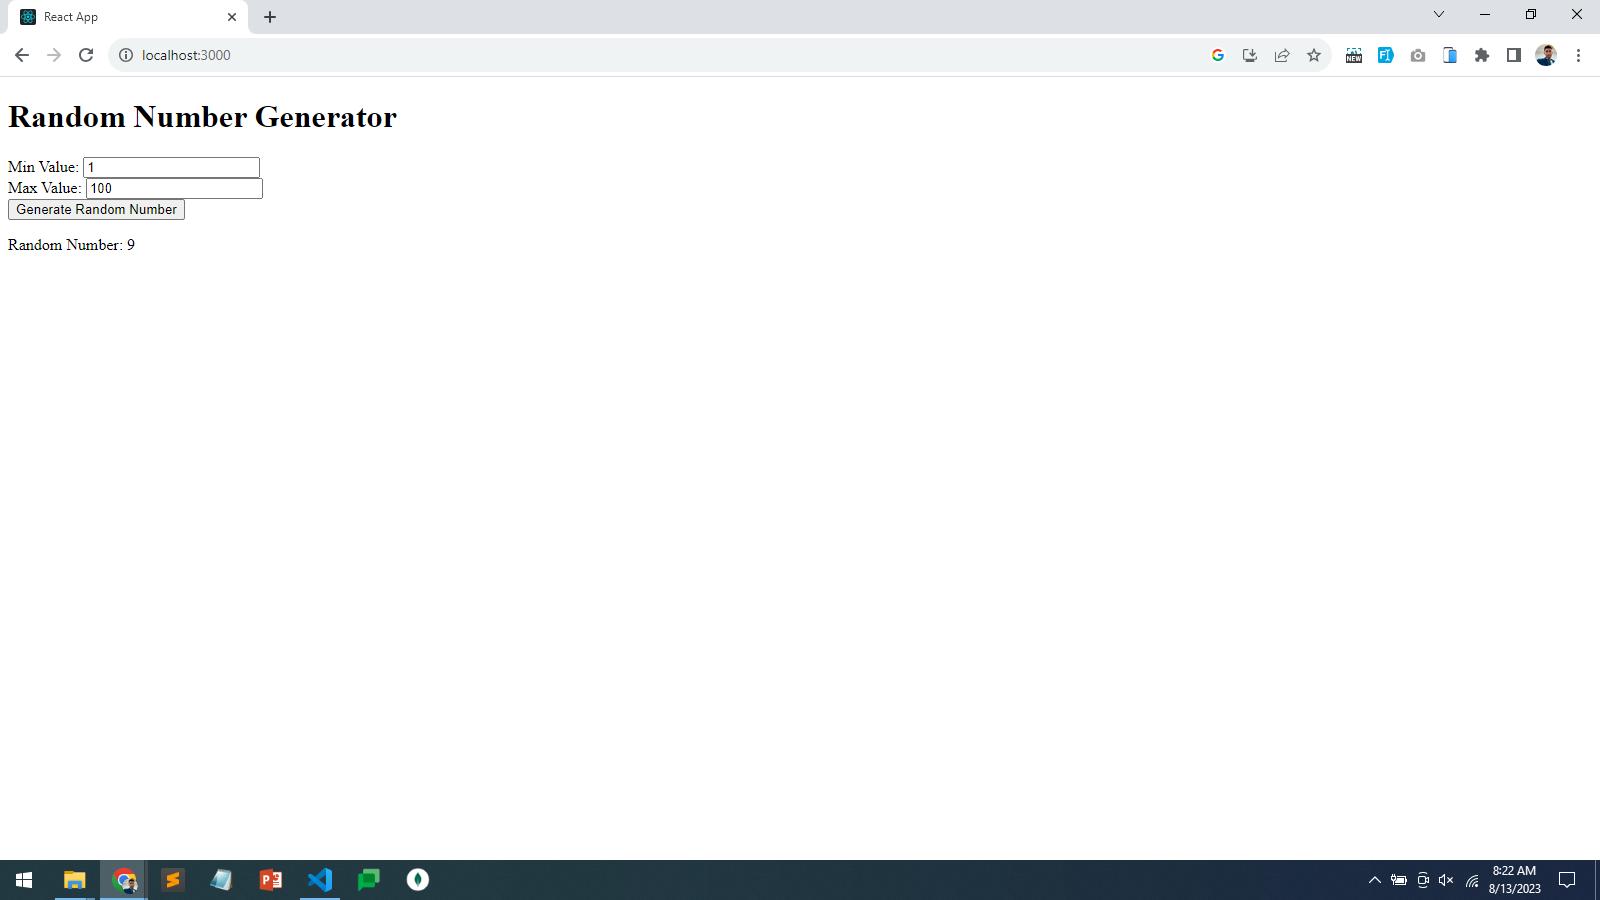 React App
localhost:3000
NEW
Random Number Generator
Min Value: 1
Max Value: 100
Generate Random Number
Random Number: 9
8:22 AM
8/13/2023